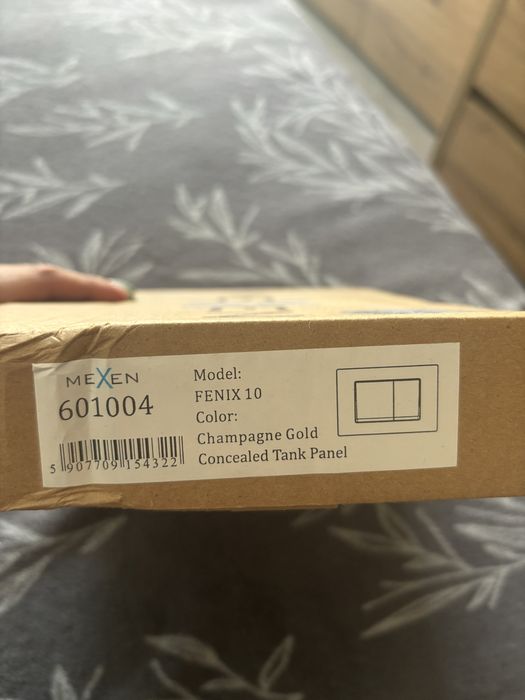 MEXEN
601004
5 907709 154322
Model:
FENIX 10
Color:
Champagne Gold
Concealed Tank Panel